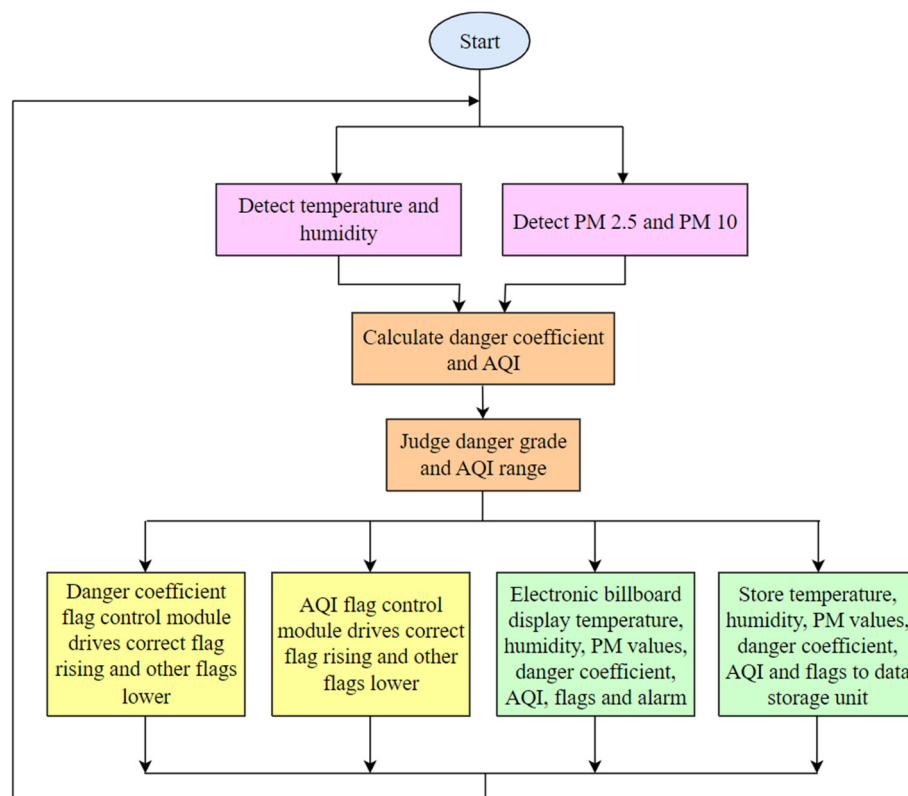 Start
Detect temperature and
humidity
Detect PM 2.5 and PM 10
Calculate danger coefficient
and AQI
Judge danger grade
and AQI range
Danger coefficient
flag control module
drives correct flag
rising and other flags
lower
AQI flag control
module drives correct
flag rising and other
flags lower
Electronic billboard
display temperature,
humidity, PM values,
danger coefficient,
AQI, flags and alarm
Store temperature,
humidity, PM values,
danger coefficient,
AQI and flags to data
storage unit